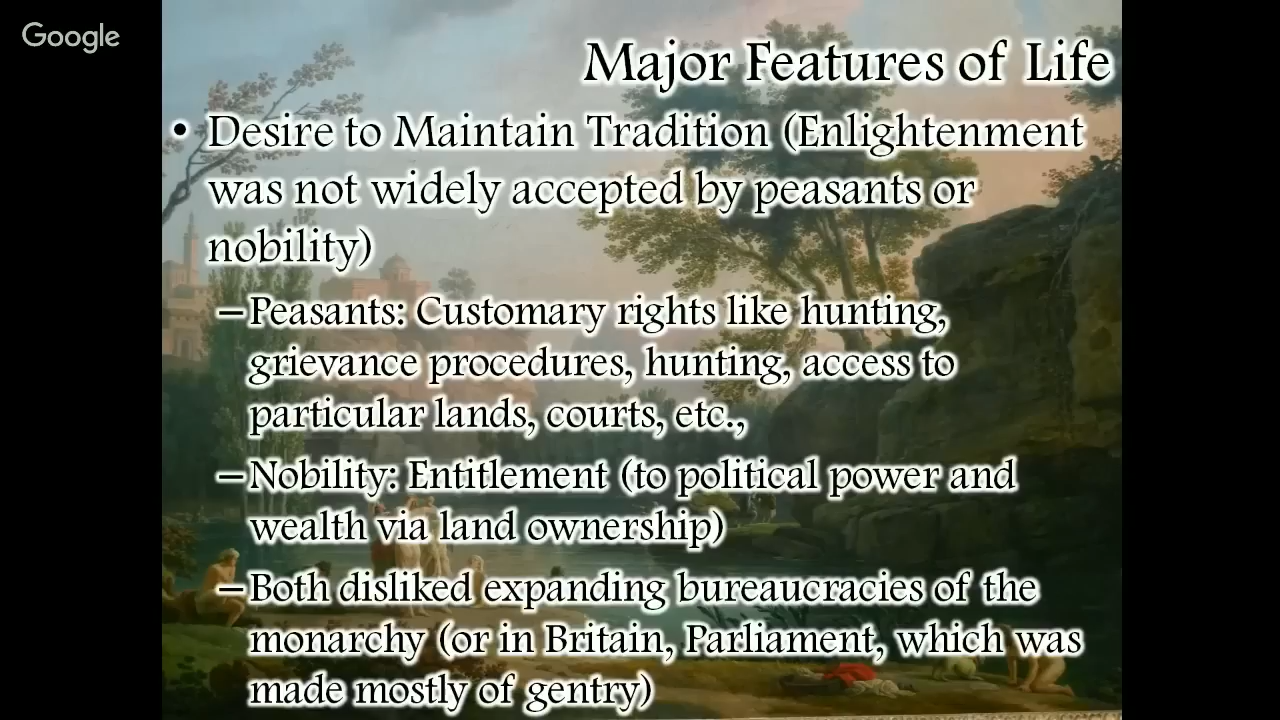 Google
Major Features of Life
• Desire to Maintain Tradition (Enlightenment
was not widely accepted by peasants or
nobility)
–Peasants: Customary rights like hunting,
grievance procedures, hunting, access to
particular lands, courts, etc.,
–Nobility: Entitlement (to political power and
wealth via land ownership)
–Both disliked expanding bureaucracies of the
monarchy (or in Britain, Parliament, which was
made mostly of gentry)